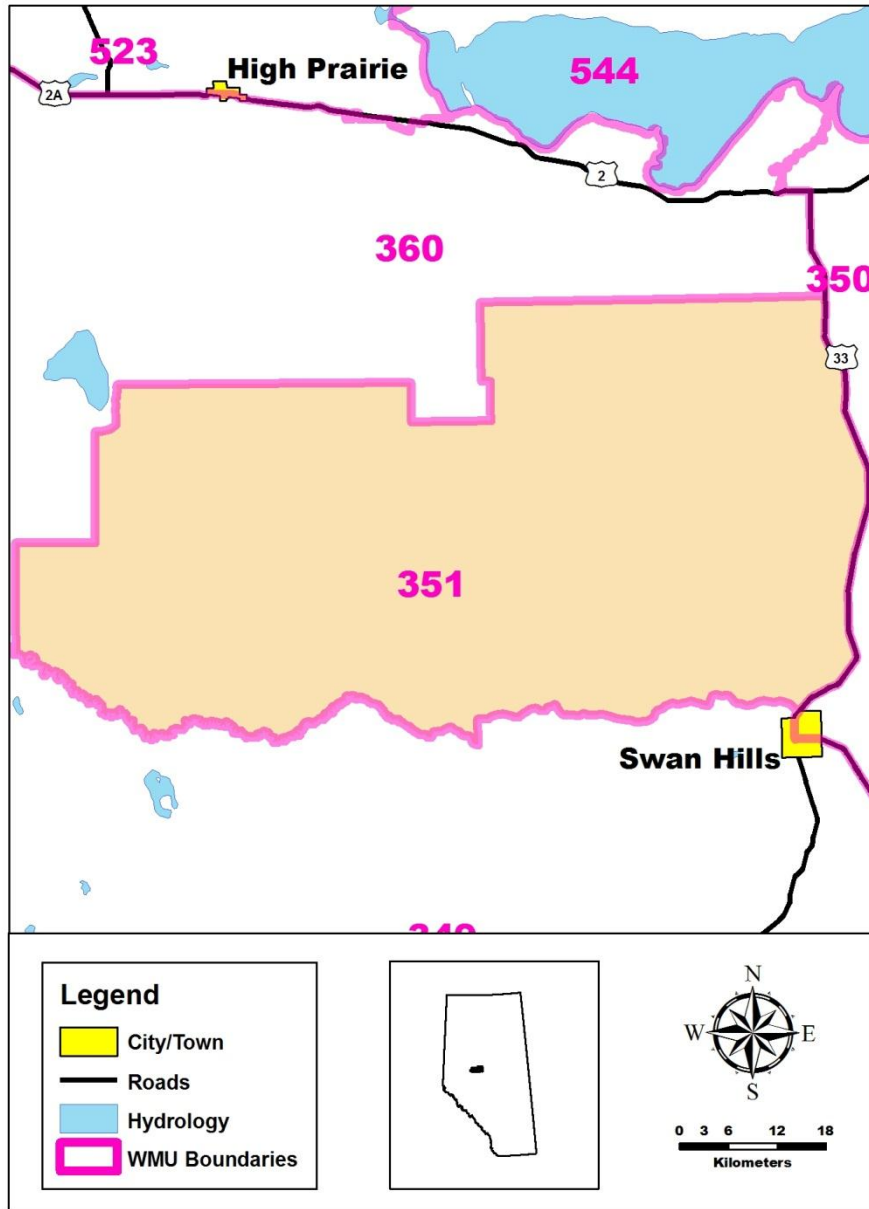 523
High Prairie
544
2A
2
360
350
33
351
Swan Hills
Legend
City/Town
Roads
Hydrology
WMU Boundaries
N
W E
S
0 3 6 12 18
Kilometers